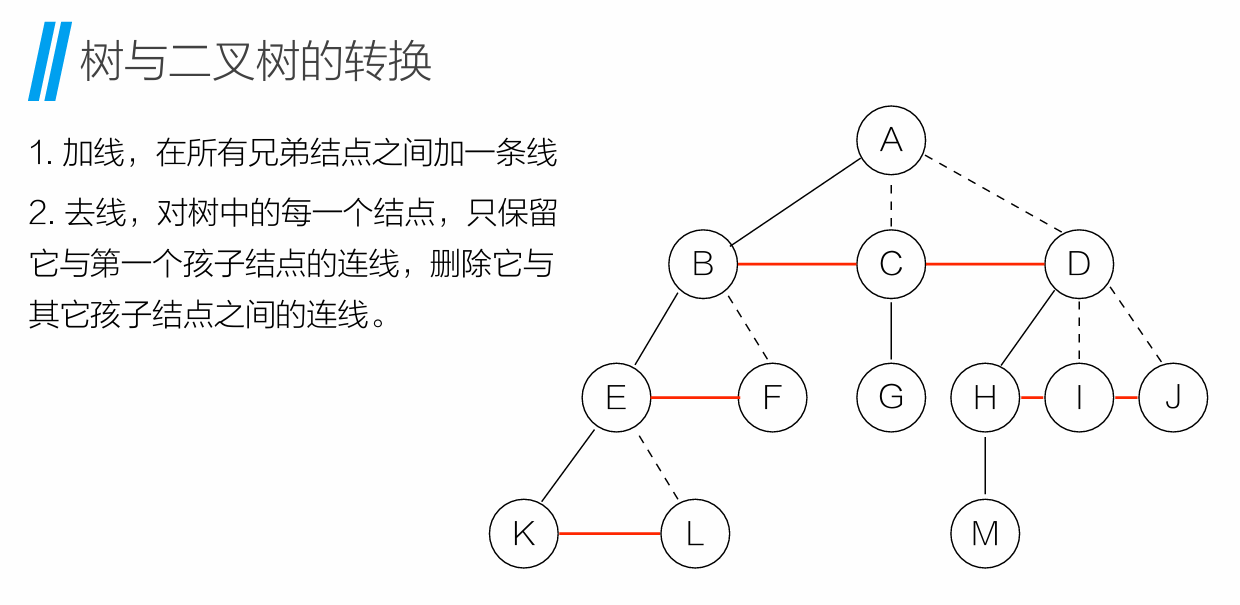 树与二叉树的转换
1. 加线，在所有兄弟结点之间加一条线
2. 去线，对树中的每一个结点，只保留
它与第一个孩子结点的连线，删除它与
其它孩子结点之间的连线。
A
B
C
D
E
F
G
H
I
J
K
L
M